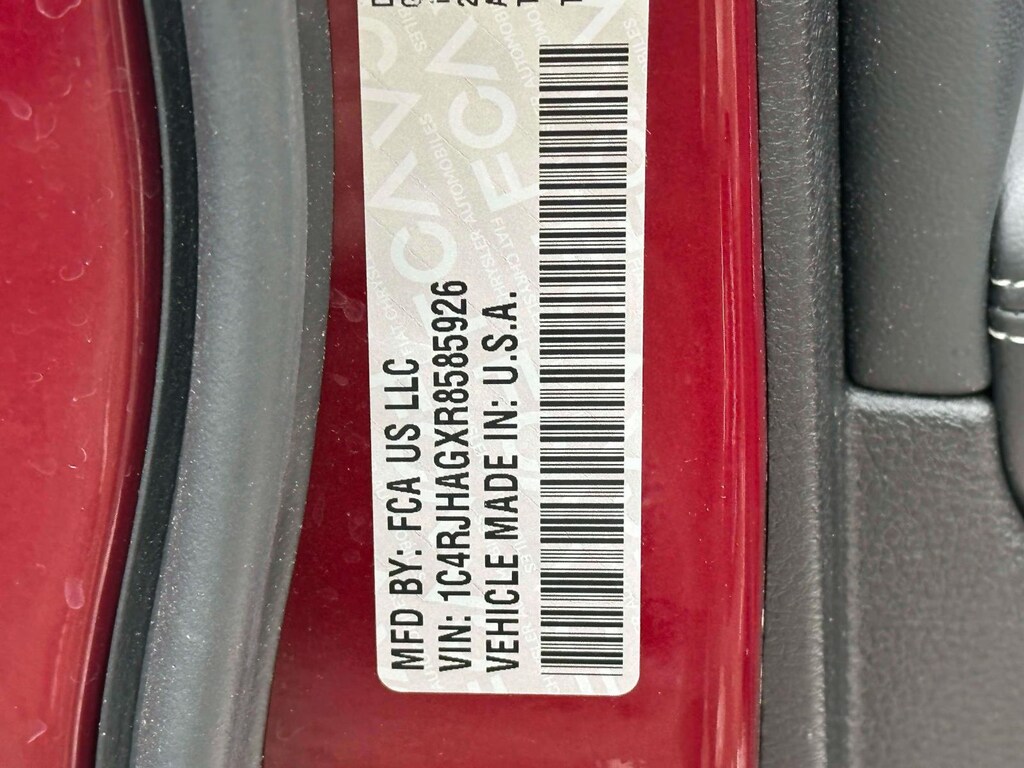 MFD BY: FCA US LLC
VIN: 1C4RJHAGXR8585926
VEHICLE MADE IN: U.S.A.